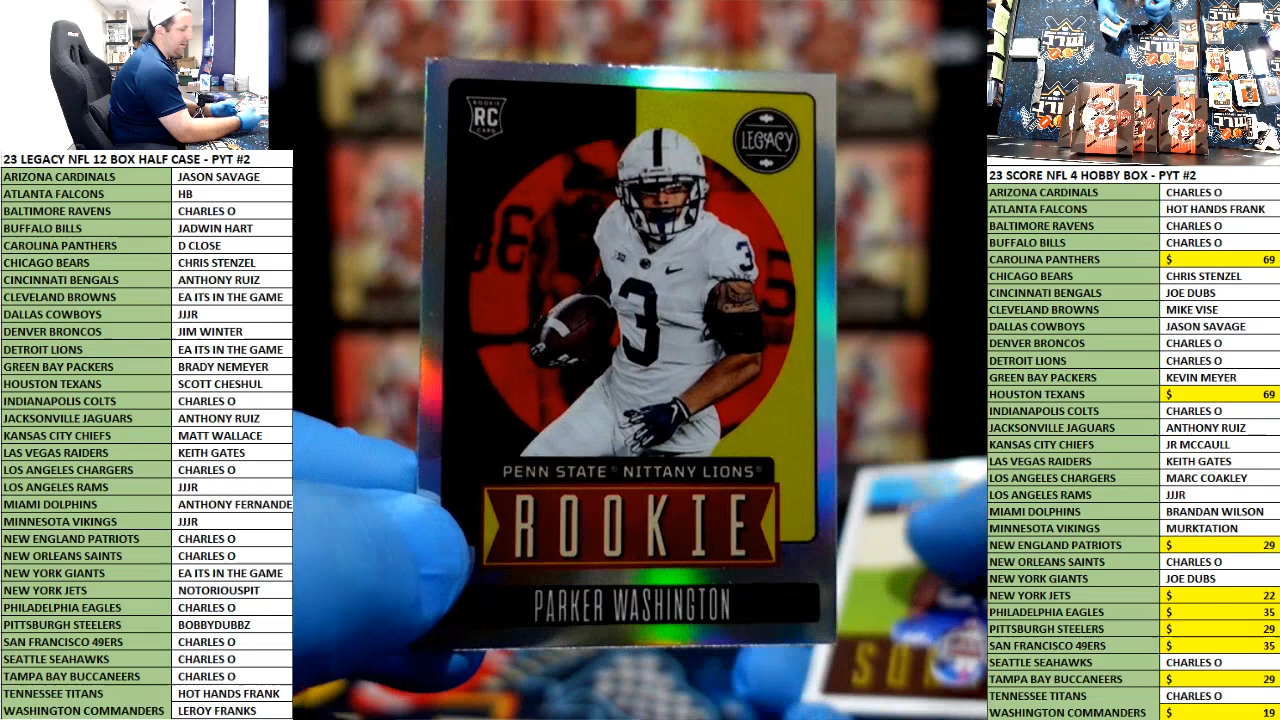 23 LEGACY NFL 12 BOX HALF CASE - PYT #2
ARIZONA CARDINALS JASON SAVAGE
ATLANTA FALCONS HB
BALTIMORE RAVENS CHARLES O
BUFFALO BILLS JADWIN HART
CAROLINA PANTHERS D CLOSE
CHICAGO BEARS CHRIS STENZEL
CINCINNATI BENGALS ANTHONY RUIZ
CLEVELAND BROWNS EA ITS IN THE GAME
DALLAS COWBOYS JJJR
DENVER BRONCOS JIM WINTER
DETROIT LIONS EA ITS IN THE GAME
GREEN BAY PACKERS BRADY NEMEYER
HOUSTON TEXANS SCOTT CHESHUL
INDIANAPOLIS COLTS CHARLES O
JACKSONVILLE JAGUARS ANTHONY RUIZ
KANSAS CITY CHIEFS MATT WALLACE
LAS VEGAS RAIDERS KEITH GATES
LOS ANGELES CHARGERS CHARLES O
LOS ANGELES RAMS JJJR
MIAMI DOLPHINS ANTHONY FERNANDE
MINNESOTA VIKINGS JJJR
NEW ENGLAND PATRIOTS CHARLES O
NEW ORLEANS SAINTS CHARLES O
NEW YORK GIANTS EA ITS IN THE GAME
NEW YORK JETS NOTORIOUSPIT
PHILADELPHIA EAGLES CHARLES O
PITTSBURGH STEELERS BOBBYDUBBZ
SAN FRANCISCO 49ERS CHARLES O
SEATTLE SEAHAWKS CHARLES O
TAMPA BAY BUCCANEERS CHARLES O
TENNESSEE TITANS HOT HANDS FRANK
WASHINGTON COMMANDERS LEROY FRANKS
ROOKIE
RC
CARD
LEGACY
3
3
PENN STATE® NITTANY LIONS®
ROOKIE
PARKER WASHINGTON
23 SCORE NFL 4 HOBBY BOX - PYT #2
ARIZONA CARDINALS CHARLES O
ATLANTA FALCONS HOT HANDS FRANK
BALTIMORE RAVENS CHARLES O
BUFFALO BILLS CHARLES O
CAROLINA PANTHERS $ 69
CHICAGO BEARS CHRIS STENZEL
CINCINNATI BENGALS JOE DUBS
CLEVELAND BROWNS MIKE VISE
DALLAS COWBOYS JASON SAVAGE
DENVER BRONCOS CHARLES O
DETROIT LIONS CHARLES O
GREEN BAY PACKERS KEVIN MEYER
HOUSTON TEXANS $ 69
INDIANAPOLIS COLTS CHARLES O
JACKSONVILLE JAGUARS ANTHONY RUIZ
KANSAS CITY CHIEFS JR MCCAULL
LAS VEGAS RAIDERS KEITH GATES
LOS ANGELES CHARGERS MARC COAKLEY
LOS ANGELES RAMS JJJR
MIAMI DOLPHINS BRANDAN WILSON
MINNESOTA VIKINGS MURKTATION
NEW ENGLAND PATRIOTS $ 29
NEW ORLEANS SAINTS CHARLES O
NEW YORK GIANTS JOE DUBS
NEW YORK JETS $ 22
PHILADELPHIA EAGLES $ 35
PITTSBURGH STEELERS $ 29
SAN FRANCISCO 49ERS $ 35
SEATTLE SEAHAWKS CHARLES O
TAMPA BAY BUCCANEERS $ 29
TENNESSEE TITANS CHARLES O
WASHINGTON COMMANDERS $ 19